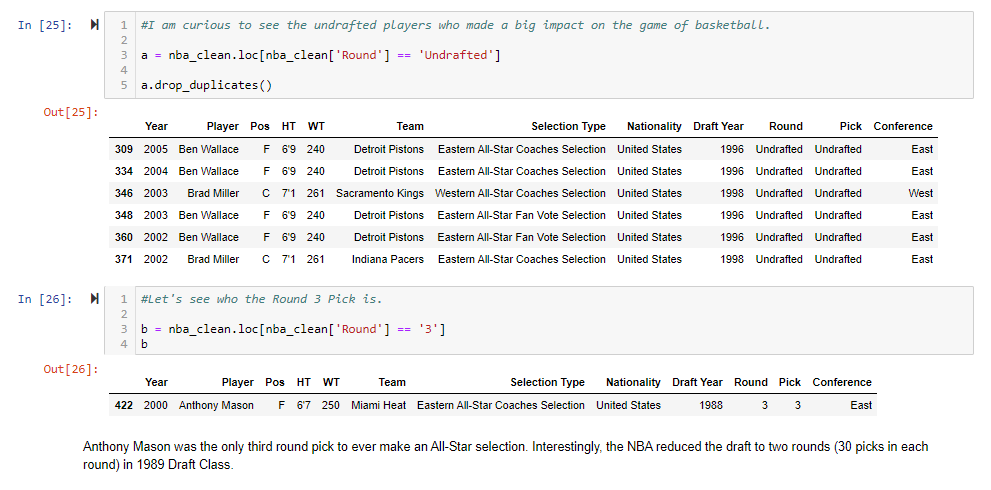 In [25]:
1 #I am curious to see the undrafted players who made a big impact on the game of basketball.
2
3 a = nba_clean.loc[nba_clean['Round'] == 'Undrafted']
4
5 a.drop_duplicates()
Out[25]:
Year Player Pos HT WT Team Selection Type Nationality Draft Year Round Pick Conference
309 2005 Ben Wallace F 6'9 240 Detroit Pistons Eastern All-Star Coaches Selection United States 1996 Undrafted Undrafted East
334 2004 Ben Wallace F 6'9 240 Detroit Pistons Eastern All-Star Coaches Selection United States 1996 Undrafted Undrafted East
346 2003 Brad Miller C 7'1 261 Sacramento Kings Western All-Star Coaches Selection United States 1998 Undrafted Undrafted West
348 2003 Ben Wallace F 6'9 240 Detroit Pistons Eastern All-Star Fan Vote Selection United States 1996 Undrafted Undrafted East
360 2002 Ben Wallace F 6'9 240 Detroit Pistons Eastern All-Star Fan Vote Selection United States 1996 Undrafted Undrafted East
371 2002 Brad Miller C 7'1 261 Indiana Pacers Eastern All-Star Coaches Selection United States 1998 Undrafted Undrafted East
In [26]:
1 #Let's see who the Round 3 Pick is.
2
3 b = nba_clean.loc[nba_clean['Round'] == '3']
4 b
Out[26]:
Year Player Pos HT WT Team Selection Type Nationality Draft Year Round Pick Conference
422 2000 Anthony Mason F 6'7 250 Miami Heat Eastern All-Star Coaches Selection United States 1988 3 3 East
Anthony Mason was the only third round pick to ever make an All-Star selection. Interestingly, the NBA reduced the draft to two rounds (30 picks in each
round) in 1989 Draft Class.